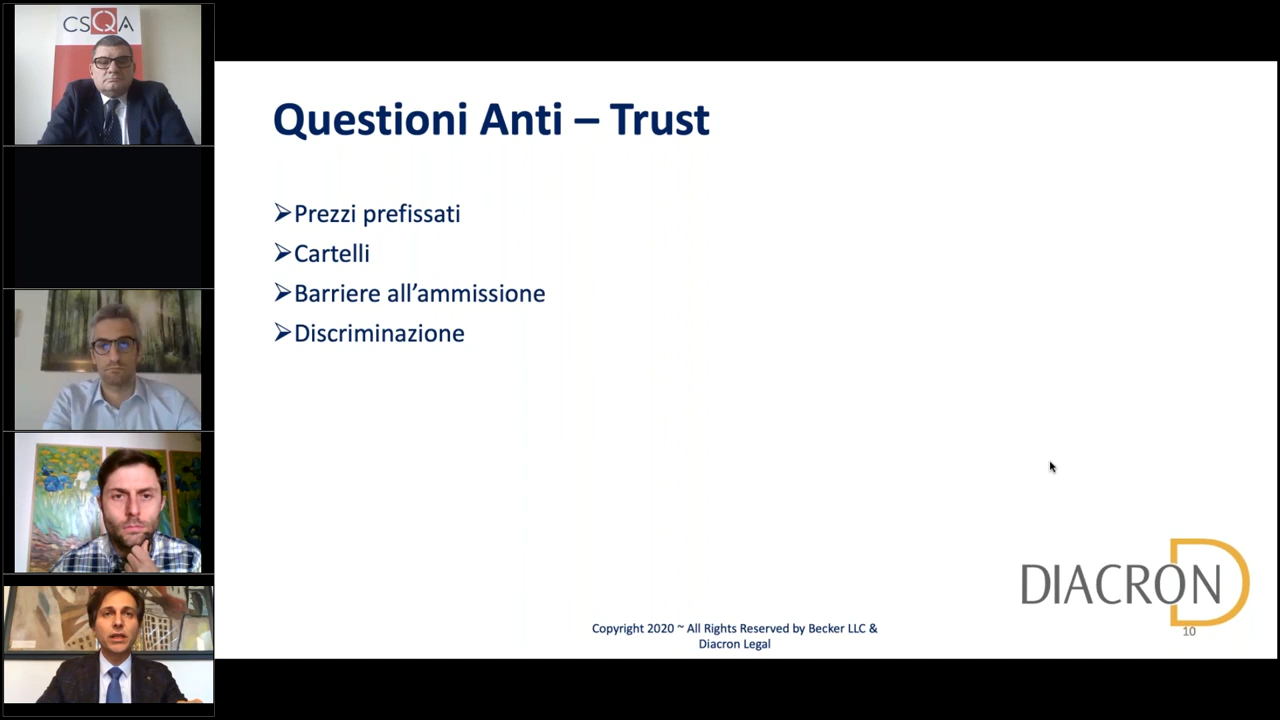 CSQA
Questioni Anti – Trust
Prezzi prefissati
Cartelli
Barriere all’ammissione
Discriminazione
DIACRON
Copyright 2020 ~ All Rights Reserved by Becker LLC &
Diacron Legal
10